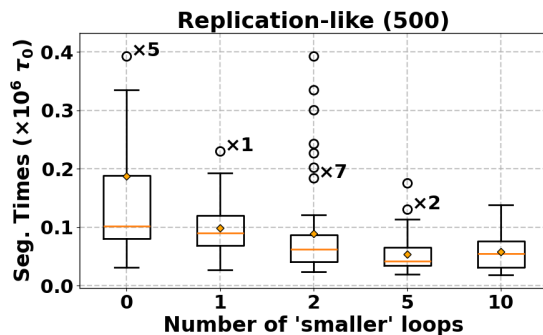 Replication-like (500)
Seg. Times (×10⁶ τ₀)
0.4
0.3
0.2
0.1
0.0
×5
×1
×7
×2
0 1 2 5 10
Number of 'smaller' loops